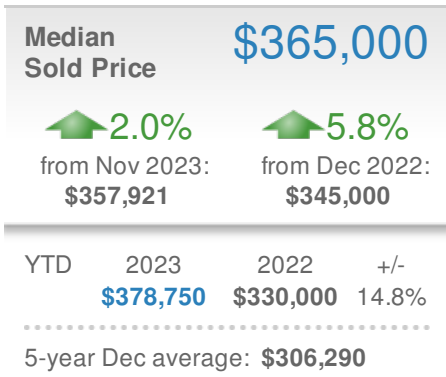 Median
Sold Price
$365,000
2.0%
from Nov 2023:
$357,921
5.8%
from Dec 2022:
$345,000
YTD 2023 2022 +/-
$378,750 $330,000 14.8%
5-year Dec average: $306,290